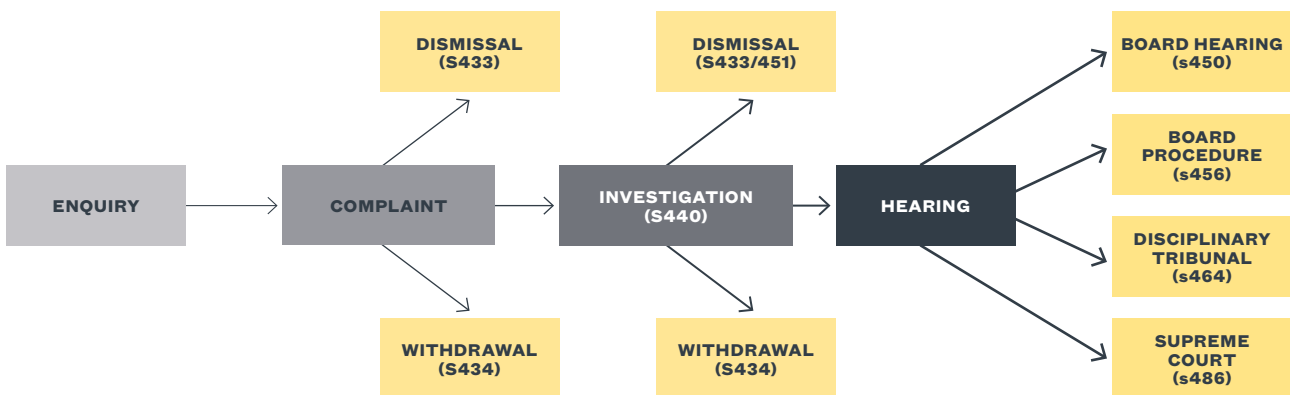 DISMISSAL
(S433)
DISMISSAL
(S433/451)
BOARD HEARING
(s450)
BOARD
PROCEDURE
(s456)
ENQUIRY
COMPLAINT
INVESTIGATION
(S440)
HEARING
DISCIPLINARY
TRIBUNAL
(s464)
WITHDRAWAL
(S434)
WITHDRAWAL
(S434)
SUPREME
COURT
(s486)